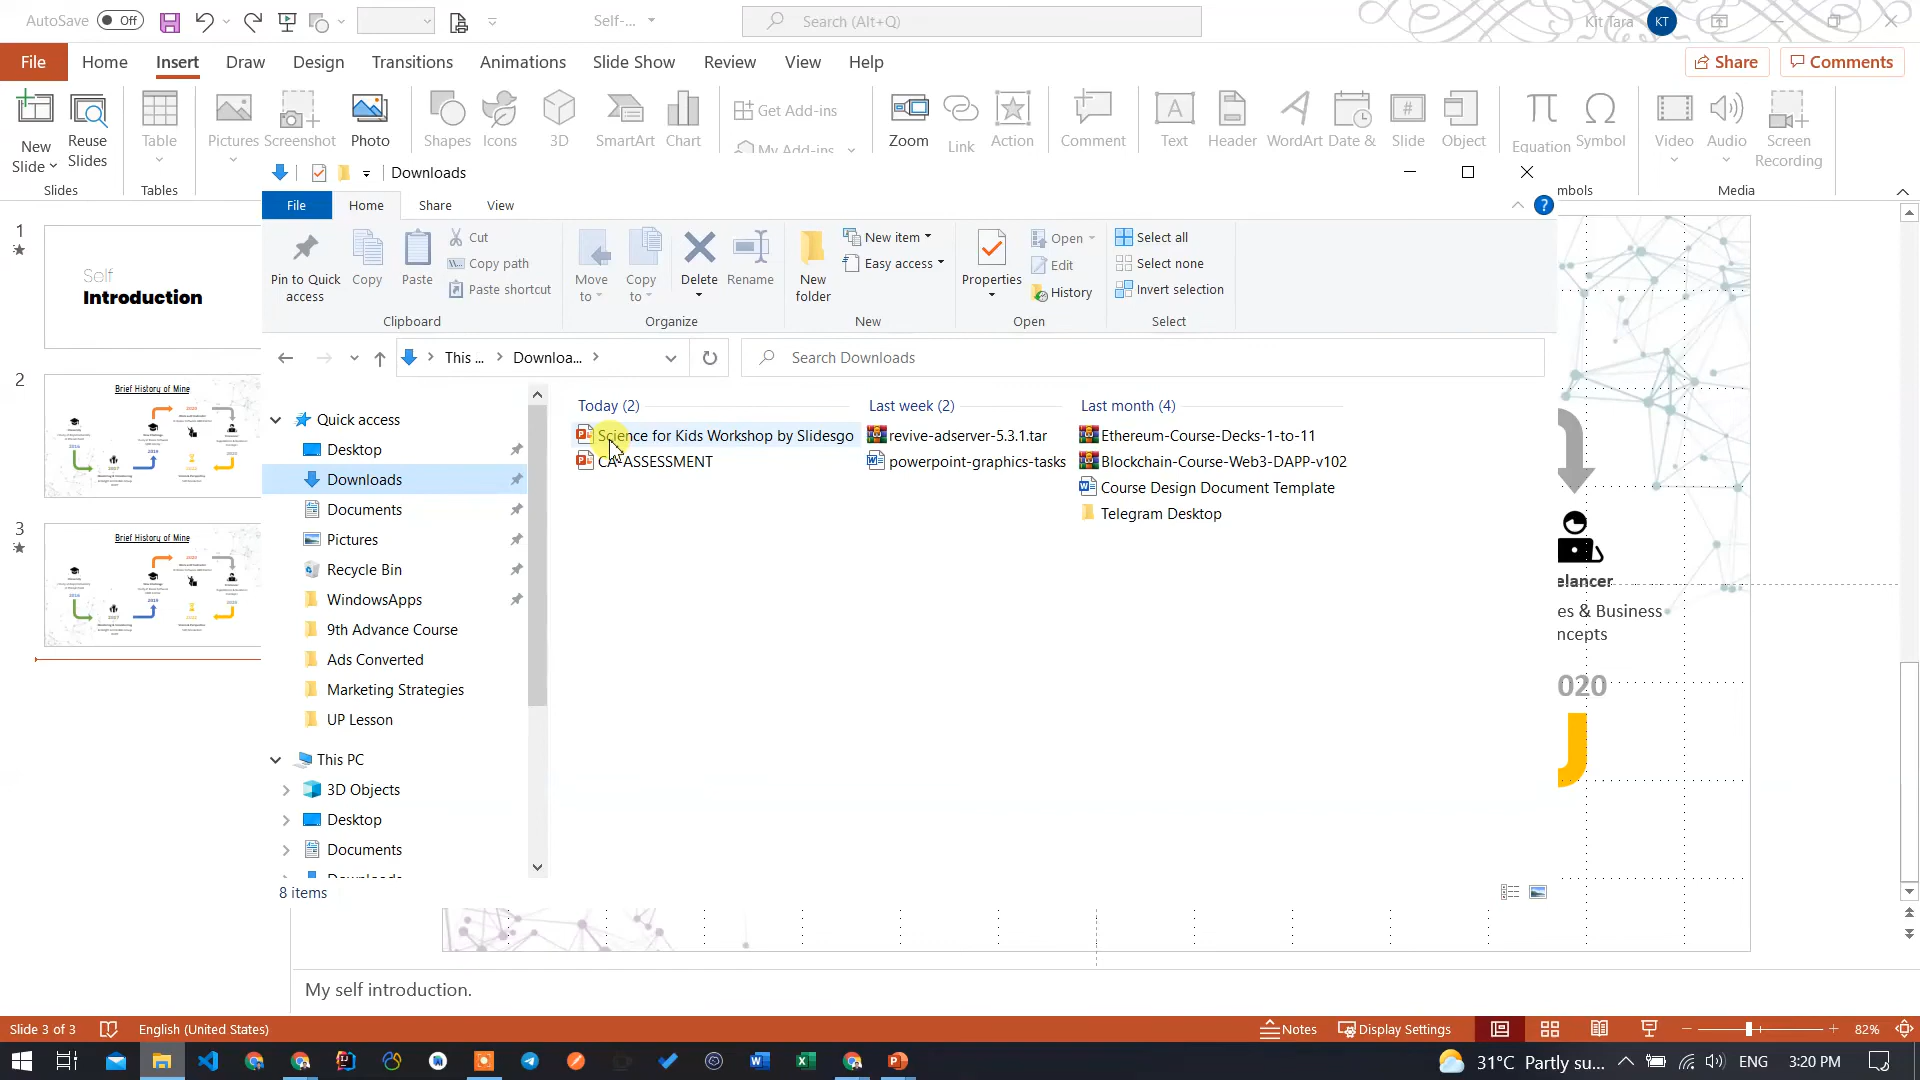 AutoSave Off Self-... Search (Alt+Q) Kit Tara KT
File Home Insert Draw Design Transitions Animations Slide Show Review View Help Share Comments
New Slide Reuse Slides Table Pictures Screenshot Photo Shapes Icons 3D SmartArt Chart Get Add-ins My Add-ins Zoom Link Action Comment Text Header WordArt Date & Slide Object Equation Symbol Video Audio Screen Recording
Slides Tables mbols Media
Downloads
File Home Share View
Pin to Quick access Copy Paste Cut Copy path Paste shortcut Move to Copy to Delete Rename New folder New item Easy access Properties Open Edit History Select all Select none Invert selection
Clipboard Organize New Open Select
This ... Downloa... Search Downloads
Quick access
Desktop
Downloads
Documents
Pictures
Recycle Bin
WindowsApps
9th Advance Course
Ads Converted
Marketing Strategies
UP Lesson
This PC
3D Objects
Desktop
Documents
Today (2)
Science for Kids Workshop by Slidesgo
CA-ASSESSMENT
Last week (2)
revive-adserver-5.3.1.tar
powerpoint-graphics-tasks
Last month (4)
Ethereum-Course-Decks-1-to-11
Blockchain-Course-Web3-DAPP-v102
Course Design Document Template
Telegram Desktop
8 items
1
Self
Introduction
2
Brief History of Mine
3
Brief History of Mine
elancer
es & Business
ncepts
020
My self introduction.
Slide 3 of 3 English (United States) Notes Display Settings 82%
31°C Partly su... ENG 3:20 PM